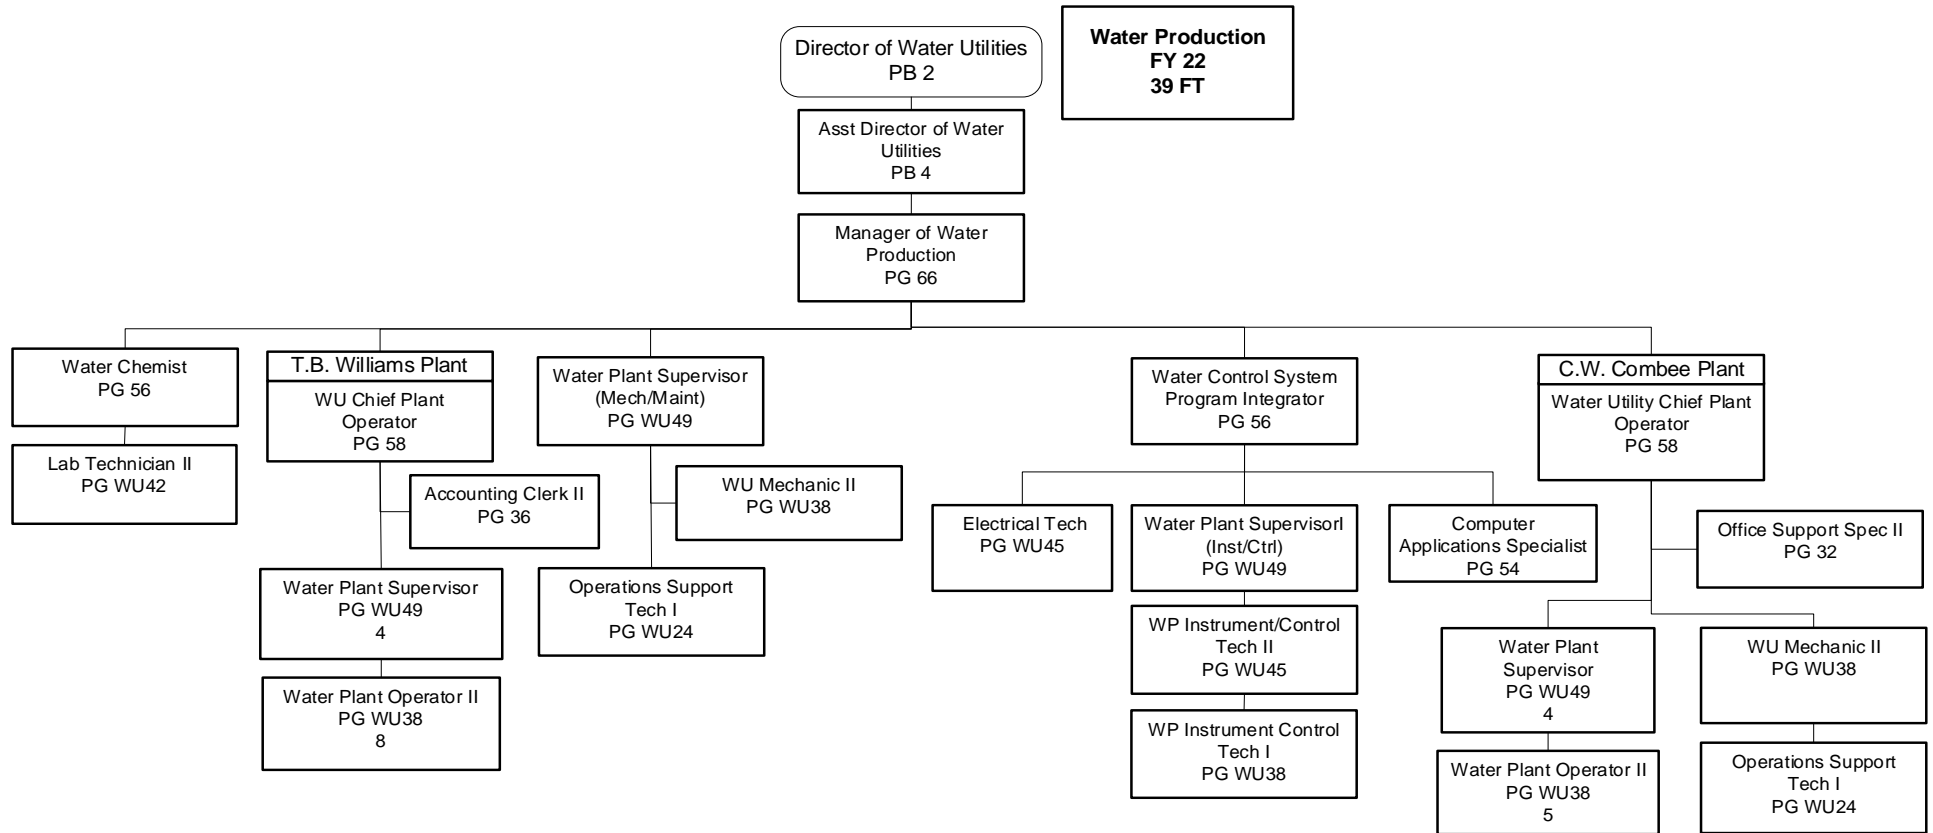 Director of Water Utilities
PB 2
Water Production
FY 22
39 FT
Asst Director of Water
Utilities
PB 4
Manager of Water
Production
PG 66
Water Chemist
PG 56
Lab Technician II
PG WU42
T.B. Williams Plant
WU Chief Plant
Operator
PG 58
Accounting Clerk II
PG 36
Water Plant Supervisor
PG WU49
4
Water Plant Operator II
PG WU38
8
Water Plant Supervisor
(Mech/Maint)
PG WU49
WU Mechanic II
PG WU38
Operations Support
Tech I
PG WU24
Water Control System
Program Integrator
PG 56
Electrical Tech
PG WU45
Water Plant SupervisorI
(Inst/Ctrl)
PG WU49
Computer
Applications Specialist
PG 54
WP Instrument/Control
Tech II
PG WU45
WP Instrument Control
Tech I
PG WU38
C.W. Combee Plant
Water Utility Chief Plant
Operator
PG 58
Office Support Spec II
PG 32
Water Plant
Supervisor
PG WU49
4
Water Plant Operator II
PG WU38
5
WU Mechanic II
PG WU38
Operations Support
Tech I
PG WU24